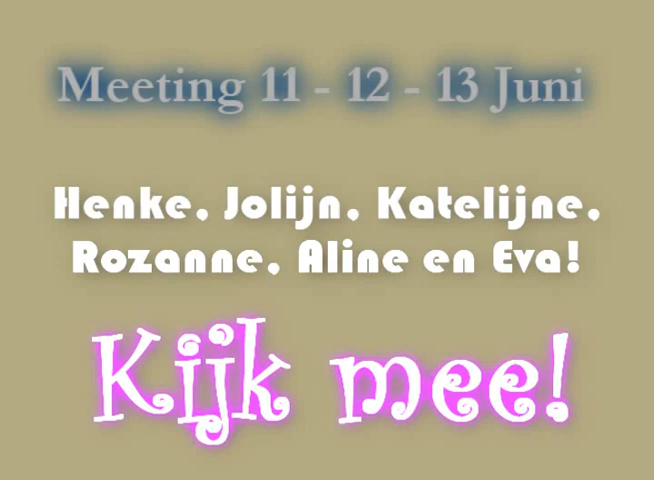 Meeting 11 - 12 - 13 Juni
Henke, Jolijn, Katelijne,
Rozanne, Aline en Eva!
Kijk mee!